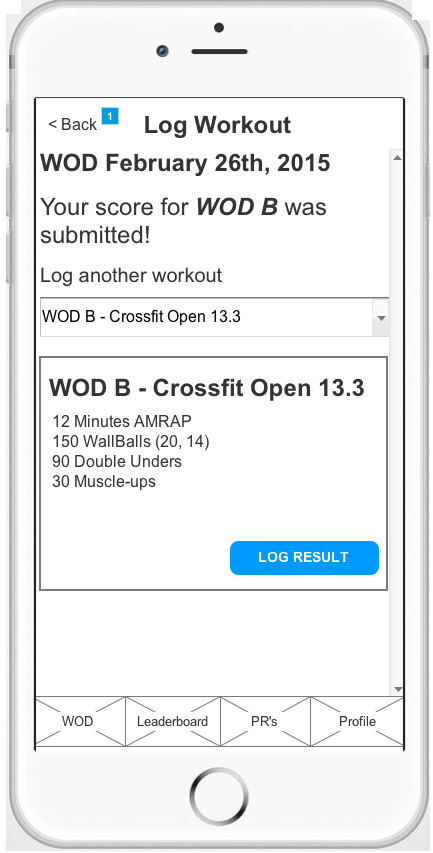 < Back 1 Log Workout
WOD February 26th, 2015
Your score for WOD B was
submitted!
Log another workout
WOD B - Crossfit Open 13.3
WOD B - Crossfit Open 13.3
12 Minutes AMRAP
150 WallBalls (20, 14)
90 Double Unders
30 Muscle-ups
LOG RESULT
WOD Leaderboard PR's Profile